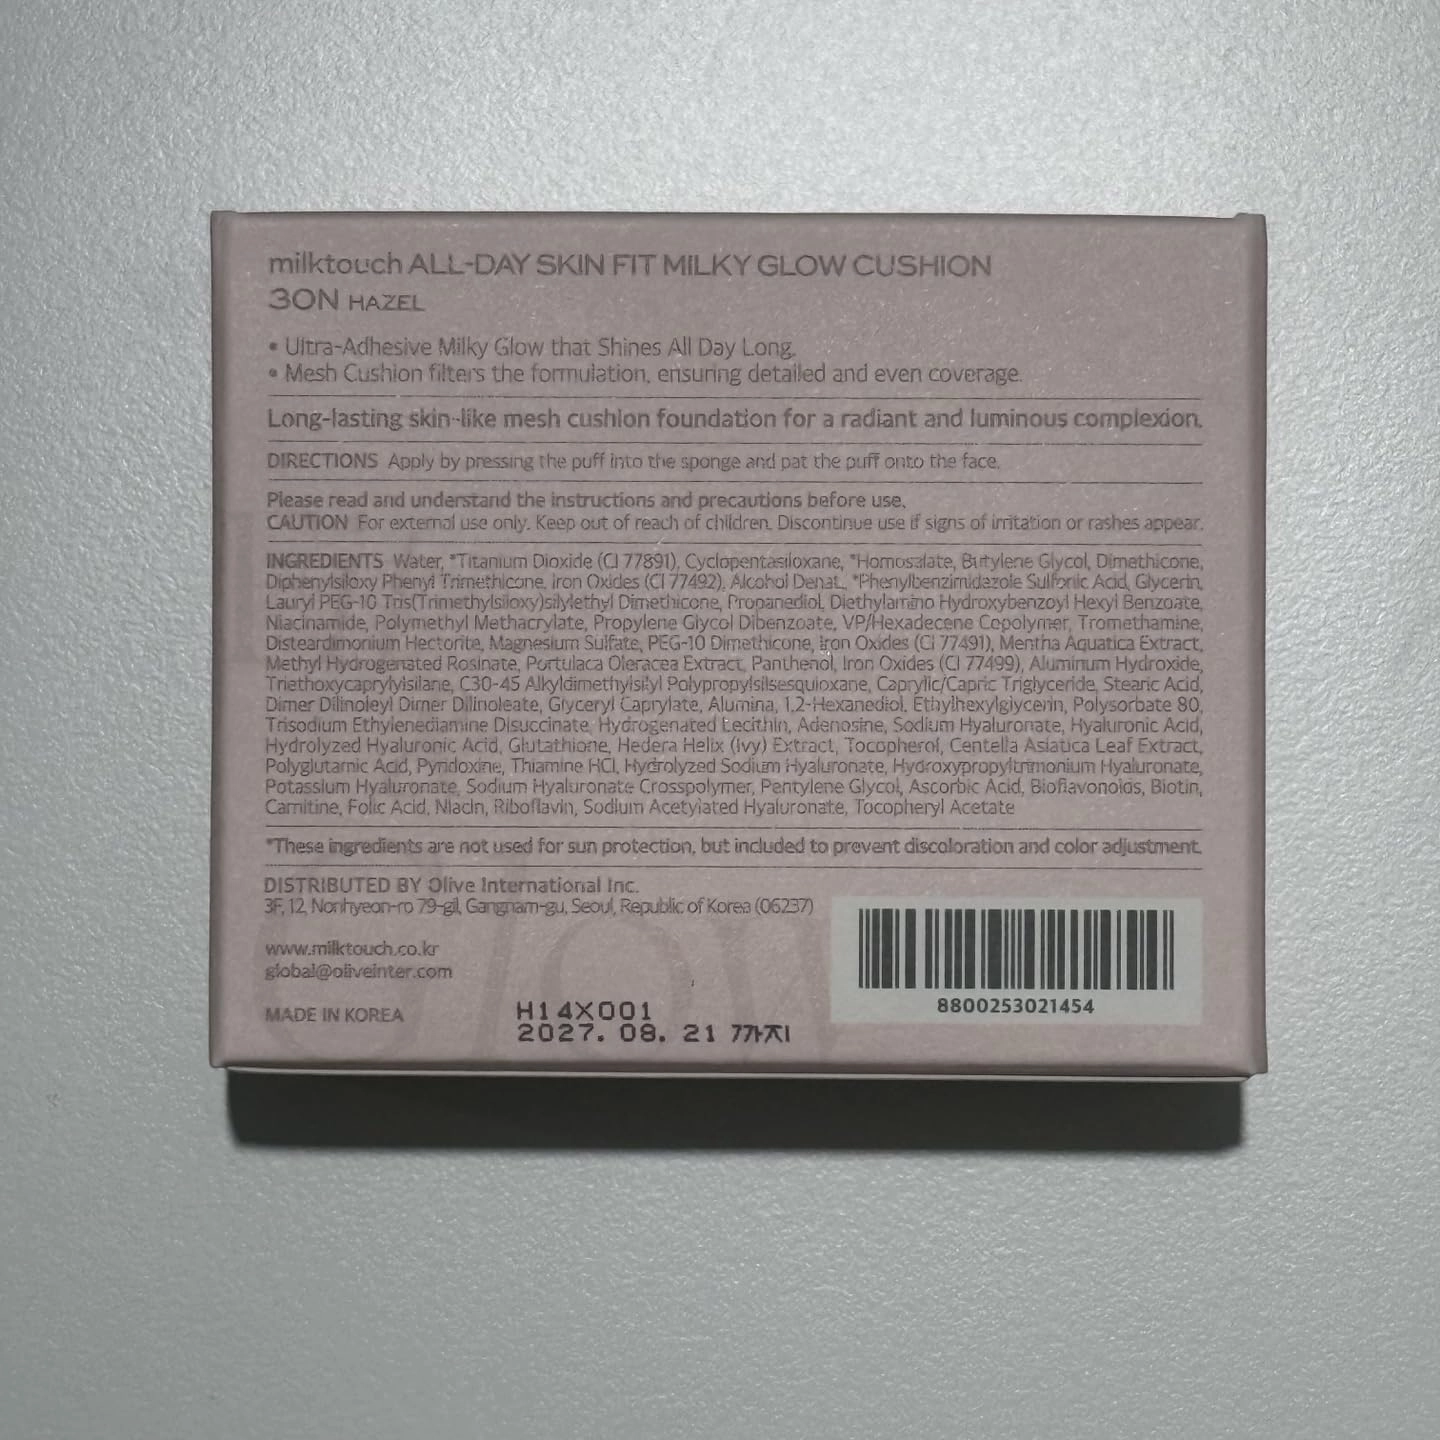 milktouch ALL-DAY SKIN FIT MILKY GLOW CUSHION
30N HAZEL
• Ultra-Adhesive Milky Glow that Shines All Day Long.
• Mesh Cushion filters the formulation, ensuring detailed and even coverage.
Long-lasting skin-like mesh cushion foundation for a radiant and luminous complexion.
DIRECTIONS Apply by pressing the puff into the sponge and pat the puff onto the face.
Please read and understand the instructions and precautions before use.
CAUTION For external use only. Keep out of reach of children. Discontinue use if signs of irritation or rashes appear.
INGREDIENTS Water, *Titanium Dioxide (CI 77891), Cyclopentasiloxane, *Homosalate, Butylene Glycol, Dimethicone,
Diphenylsiloxy Phenyl Trimethicone, Iron Oxides (CI 77492), Alcohol Denat., *Phenylbenzimidazole Sulfonic Acid, Glycerin,
Lauryl PEG-10 Tris(Trimethylsiloxy)silylethyl Dimethicone, Propanediol, Diethylamino Hydroxybenzoyl Hexyl Benzoate,
Niacinamide, Polymethyl Methacrylate, Propylene Glycol Dibenzoate, VP/Hexadecene Copolymer, Tromethamine,
Disteardimonium Hectorite, Magnesium Sulfate, PEG-10 Dimethicone, Iron Oxides (CI 77491), Mentha Aquatica Extract,
Methyl Hydrogenated Rosinate, Portulaca Oleracea Extract, Panthenol, Iron Oxides (CI 77499), Aluminum Hydroxide,
Triethoxycaprylylsilane, C30-45 Alkyldimethylsilyl Polypropylsilsesquioxane, Caprylic/Capric Triglyceride, Stearic Acid,
Dimer Dilinoleyl Dimer Dilinoleate, Glyceryl Caprylate, Alumina, 1,2-Hexanediol, Ethylhexylglycerin, Polysorbate 80,
Trisodium Ethylenediamine Disuccinate, Hydrogenated Lecithin, Adenosine, Sodium Hyaluronate, Hyaluronic Acid,
Hydrolyzed Hyaluronic Acid, Glutathione, Hedera Helix (Ivy) Extract, Tocopherol, Centella Asiatica Leaf Extract,
Polyglutamic Acid, Pyridoxine, Thiamine HCl, Hydrolyzed Sodium Hyaluronate, Hydroxypropyltrimonium Hyaluronate,
Potassium Hyaluronate, Sodium Hyaluronate Crosspolymer, Pentylene Glycol, Ascorbic Acid, Bioflavonoids, Biotin,
Carnitine, Folic Acid, Niacin, Riboflavin, Sodium Acetylated Hyaluronate, Tocopheryl Acetate
*These ingredients are not used for sun protection, but included to prevent discoloration and color adjustment.
DISTRIBUTED BY Olive International Inc.
3F, 12, Nonhyeon-ro 79-gil, Gangnam-gu, Seoul, Republic of Korea (06237)
www.milktouch.co.kr
global@oliveinter.com
MADE IN KOREA
H14X001
2027. 08. 21 까지
8800253021454